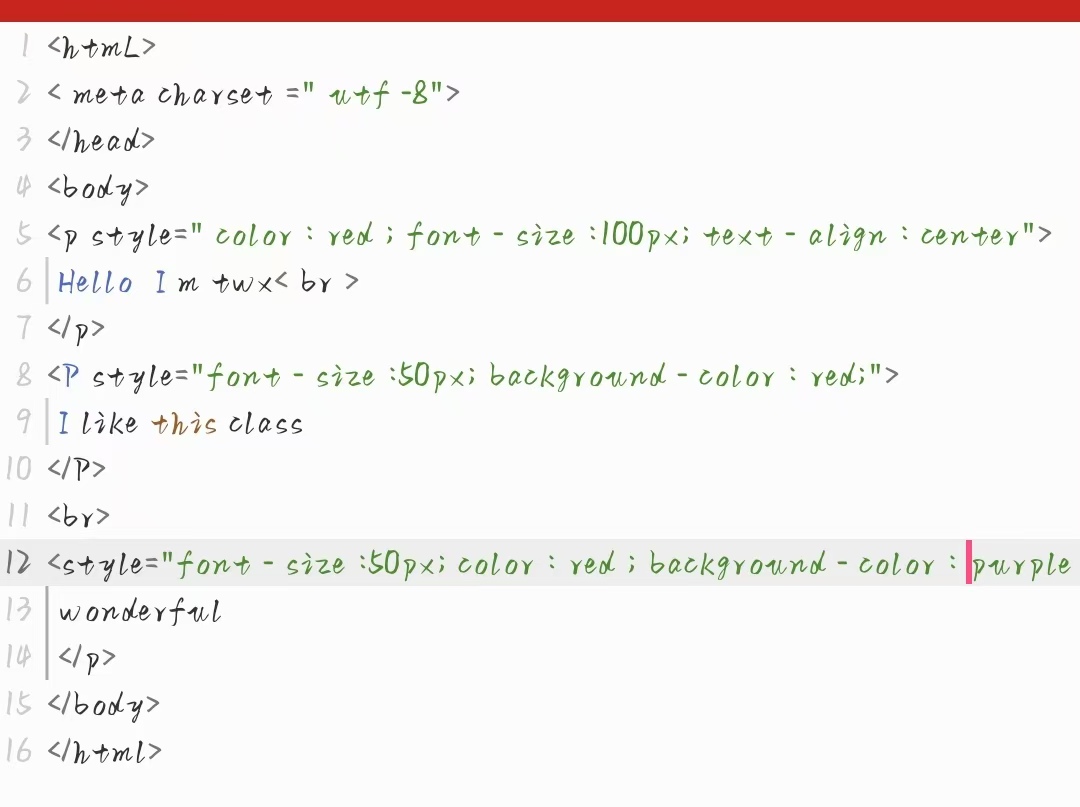 1 <htmL>
2 < meta charset =" utf -8">
3 </head>
4 <body>
5 <p style=" color : red ; font - size :100px; text - align : center">
6 Hello I m twx< br >
7 </p>
8 <P style="font - size :50px; background - color : red;">
9 I like this class
10 </P>
11 <br>
12 <style="font - size :50px; color : red ; background - color : purple
13 wonderful
14 </p>
15 </body>
16 </html>